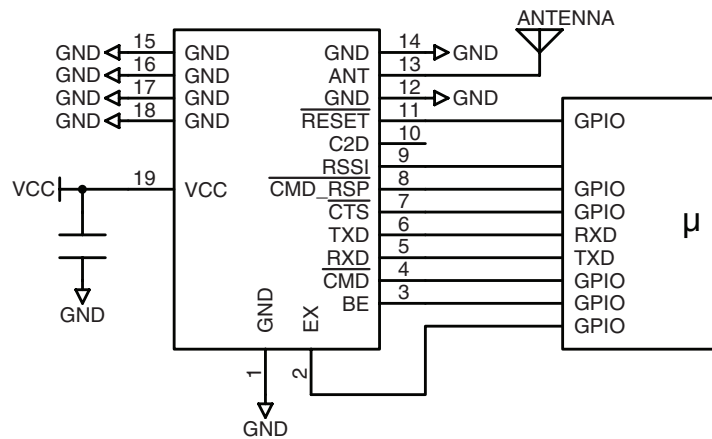 ANTENNA
GND 15 GND GND 14 GND
GND 16 GND ANT 13
GND 17 GND GND 12 GND
GND 18 GND RESET 11 GPIO
C2D 10
RSSI 9
VCC 19 VCC CMD_RSP 8 GPIO
CTS 7 GPIO
TXD 6 RXD
RXD 5 TXD
CMD 4 GPIO
BE 3 GPIO
GPIO
µ
GND
GND EX
1 2
GND